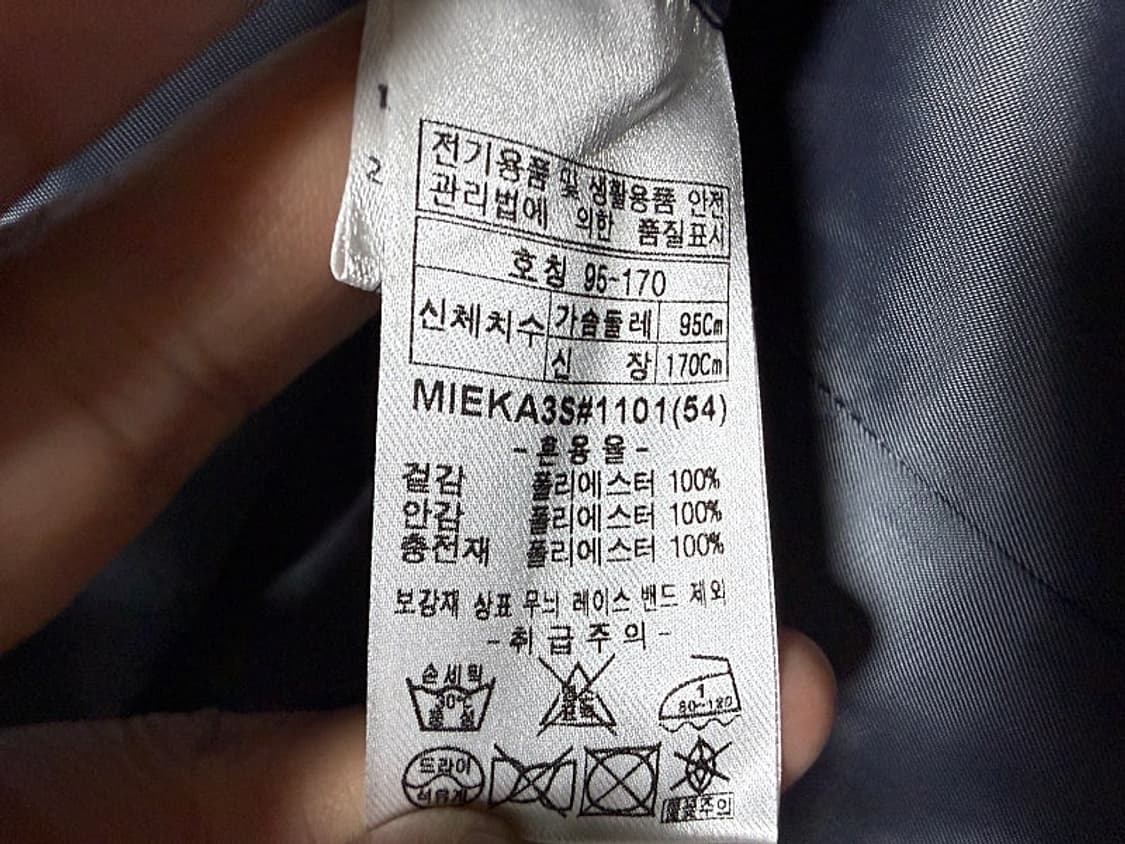 1
2
전기용품 및 생활용품 안전
관리법에 의한 품질표시
호칭 95-170
신체치수 가슴둘레 95Cm
신장 170Cm
MIEKA3S#1101(54)
-혼용율-
겉감 폴리에스터 100%
안감 폴리에스터 100%
충전재 폴리에스터 100%
보강재 상표 무늬 레이스 밴드 제외
-취급주의-
손세탁
30℃
중성
1
80~120
드라이
석유계
주의